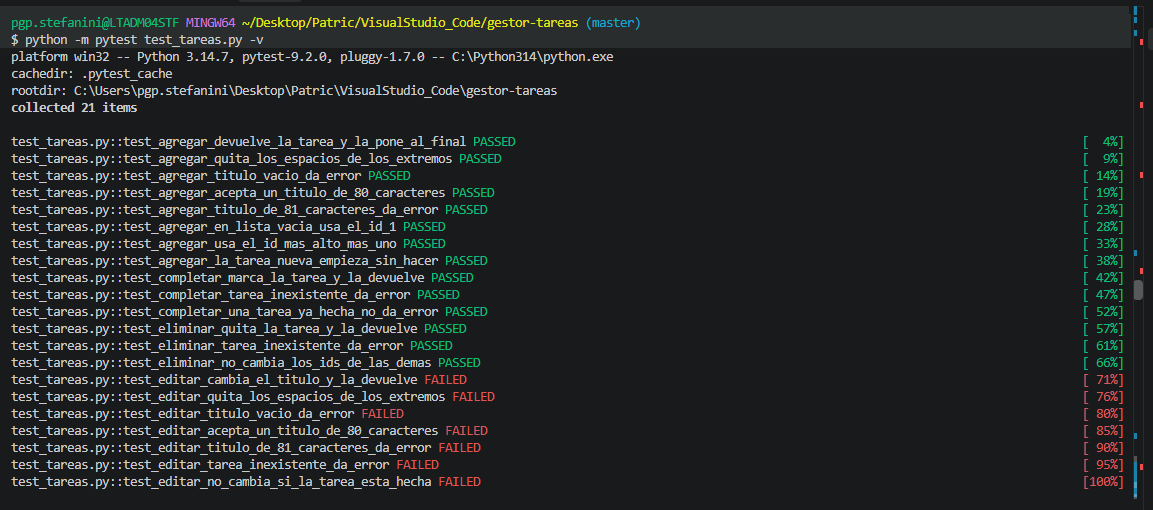 pgp.stefanini@LTADM04STF MINGW64 ~/Desktop/Patric/VisualStudio_Code/gestor-tareas (master)
$ python -m pytest test_tareas.py -v
platform win32 -- Python 3.14.7, pytest-9.2.0, pluggy-1.7.0 -- C:\Python314\python.exe
cachedir: .pytest_cache
rootdir: C:\Users\pgp.stefanini\Desktop\Patric\VisualStudio_Code\gestor-tareas
collected 21 items
test_tareas.py::test_agregar_devuelve_la_tarea_y_la_pone_al_final PASSED [  4%]
test_tareas.py::test_agregar_quita_los_espacios_de_los_extremos PASSED [  9%]
test_tareas.py::test_agregar_titulo_vacio_da_error PASSED [ 14%]
test_tareas.py::test_agregar_acepta_un_titulo_de_80_caracteres PASSED [ 19%]
test_tareas.py::test_agregar_titulo_de_81_caracteres_da_error PASSED [ 23%]
test_tareas.py::test_agregar_en_lista_vacia_usa_el_id_1 PASSED [ 28%]
test_tareas.py::test_agregar_usa_el_id_mas_alto_mas_uno PASSED [ 33%]
test_tareas.py::test_agregar_la_tarea_nueva_empieza_sin_hacer PASSED [ 38%]
test_tareas.py::test_completar_marca_la_tarea_y_la_devuelve PASSED [ 42%]
test_tareas.py::test_completar_tarea_inexistente_da_error PASSED [ 47%]
test_tareas.py::test_completar_una_tarea_ya_hecha_no_da_error PASSED [ 52%]
test_tareas.py::test_eliminar_quita_la_tarea_y_la_devuelve PASSED [ 57%]
test_tareas.py::test_eliminar_tarea_inexistente_da_error PASSED [ 61%]
test_tareas.py::test_eliminar_no_cambia_los_ids_de_las_demas PASSED [ 66%]
test_tareas.py::test_editar_cambia_el_titulo_y_la_devuelve FAILED [ 71%]
test_tareas.py::test_editar_quita_los_espacios_de_los_extremos FAILED [ 76%]
test_tareas.py::test_editar_titulo_vacio_da_error FAILED [ 80%]
test_tareas.py::test_editar_acepta_un_titulo_de_80_caracteres FAILED [ 85%]
test_tareas.py::test_editar_titulo_de_81_caracteres_da_error FAILED [ 90%]
test_tareas.py::test_editar_tarea_inexistente_da_error FAILED [ 95%]
test_tareas.py::test_editar_no_cambia_si_la_tarea_esta_hecha FAILED [100%]